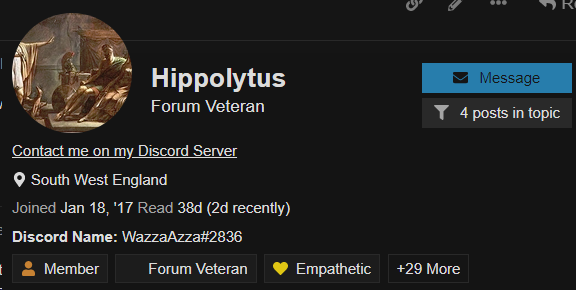 Hippolytus
Message
Forum Veteran
4 posts in topic
Contact me on my Discord Server
South West England
Joined Jan 18, '17 Read 38d (2d recently)
Discord Name: WazzaAzza#2836
Member Forum Veteran Empathetic +29 More